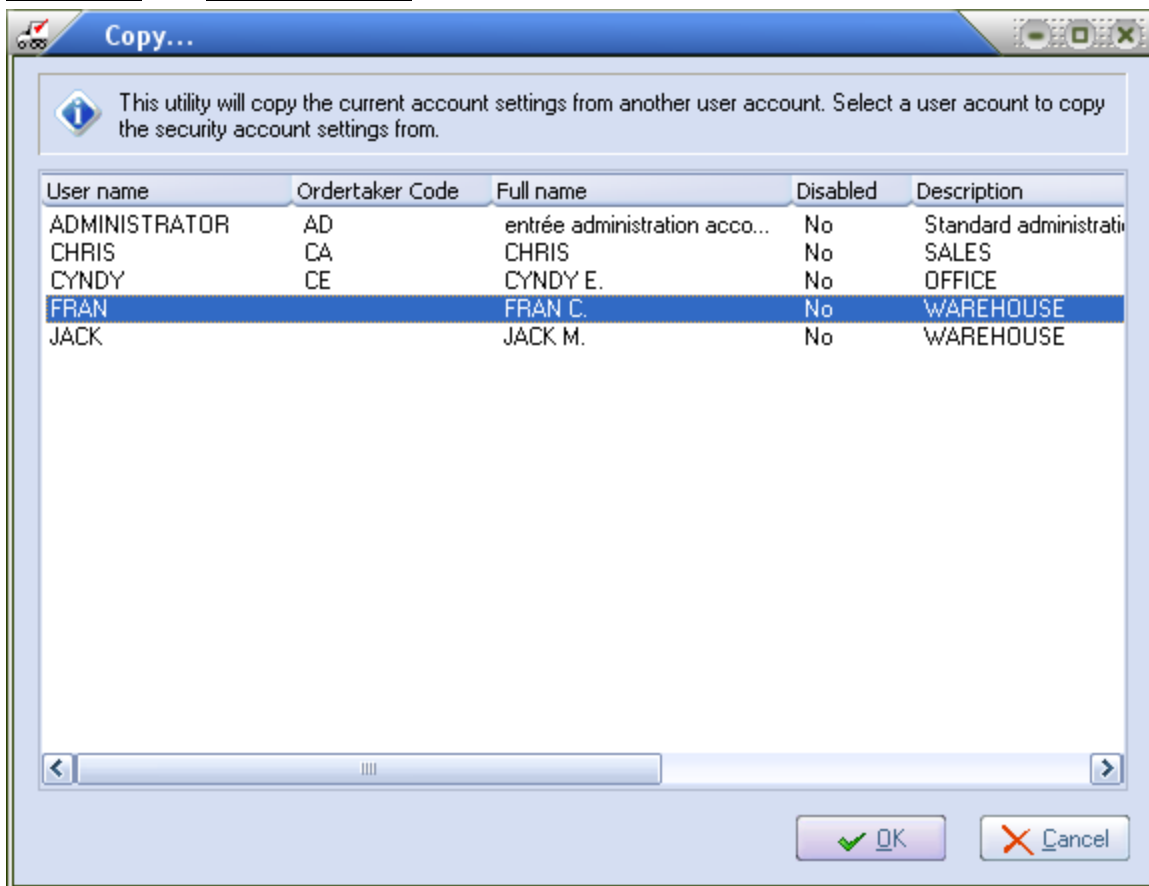 Copy...
This utility will copy the current account settings from another user account. Select a user acount to copy
the security account settings from.
User name Ordertaker Code Full name Disabled Description
ADMINISTRATOR AD entrée administration acco... No Standard administrati
CHRIS CA CHRIS No SALES
CYNDY CE CYNDY E. No OFFICE
FRAN FRAN C. No WAREHOUSE
JACK JACK M. No WAREHOUSE
OK Cancel